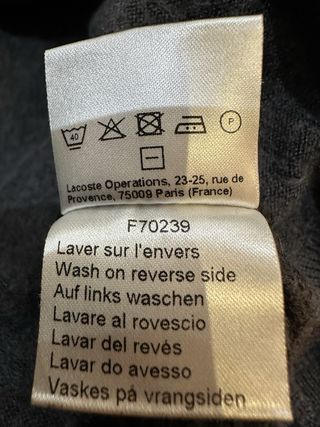 40
P
Lacoste Operations, 23-25, rue de
Provence, 75009 Paris (France)
F70239
Laver sur l'envers
Wash on reverse side
Auf links waschen
Lavare al rovescio
Lavar del revés
Lavar do avesso
Vaskes på vrangsiden